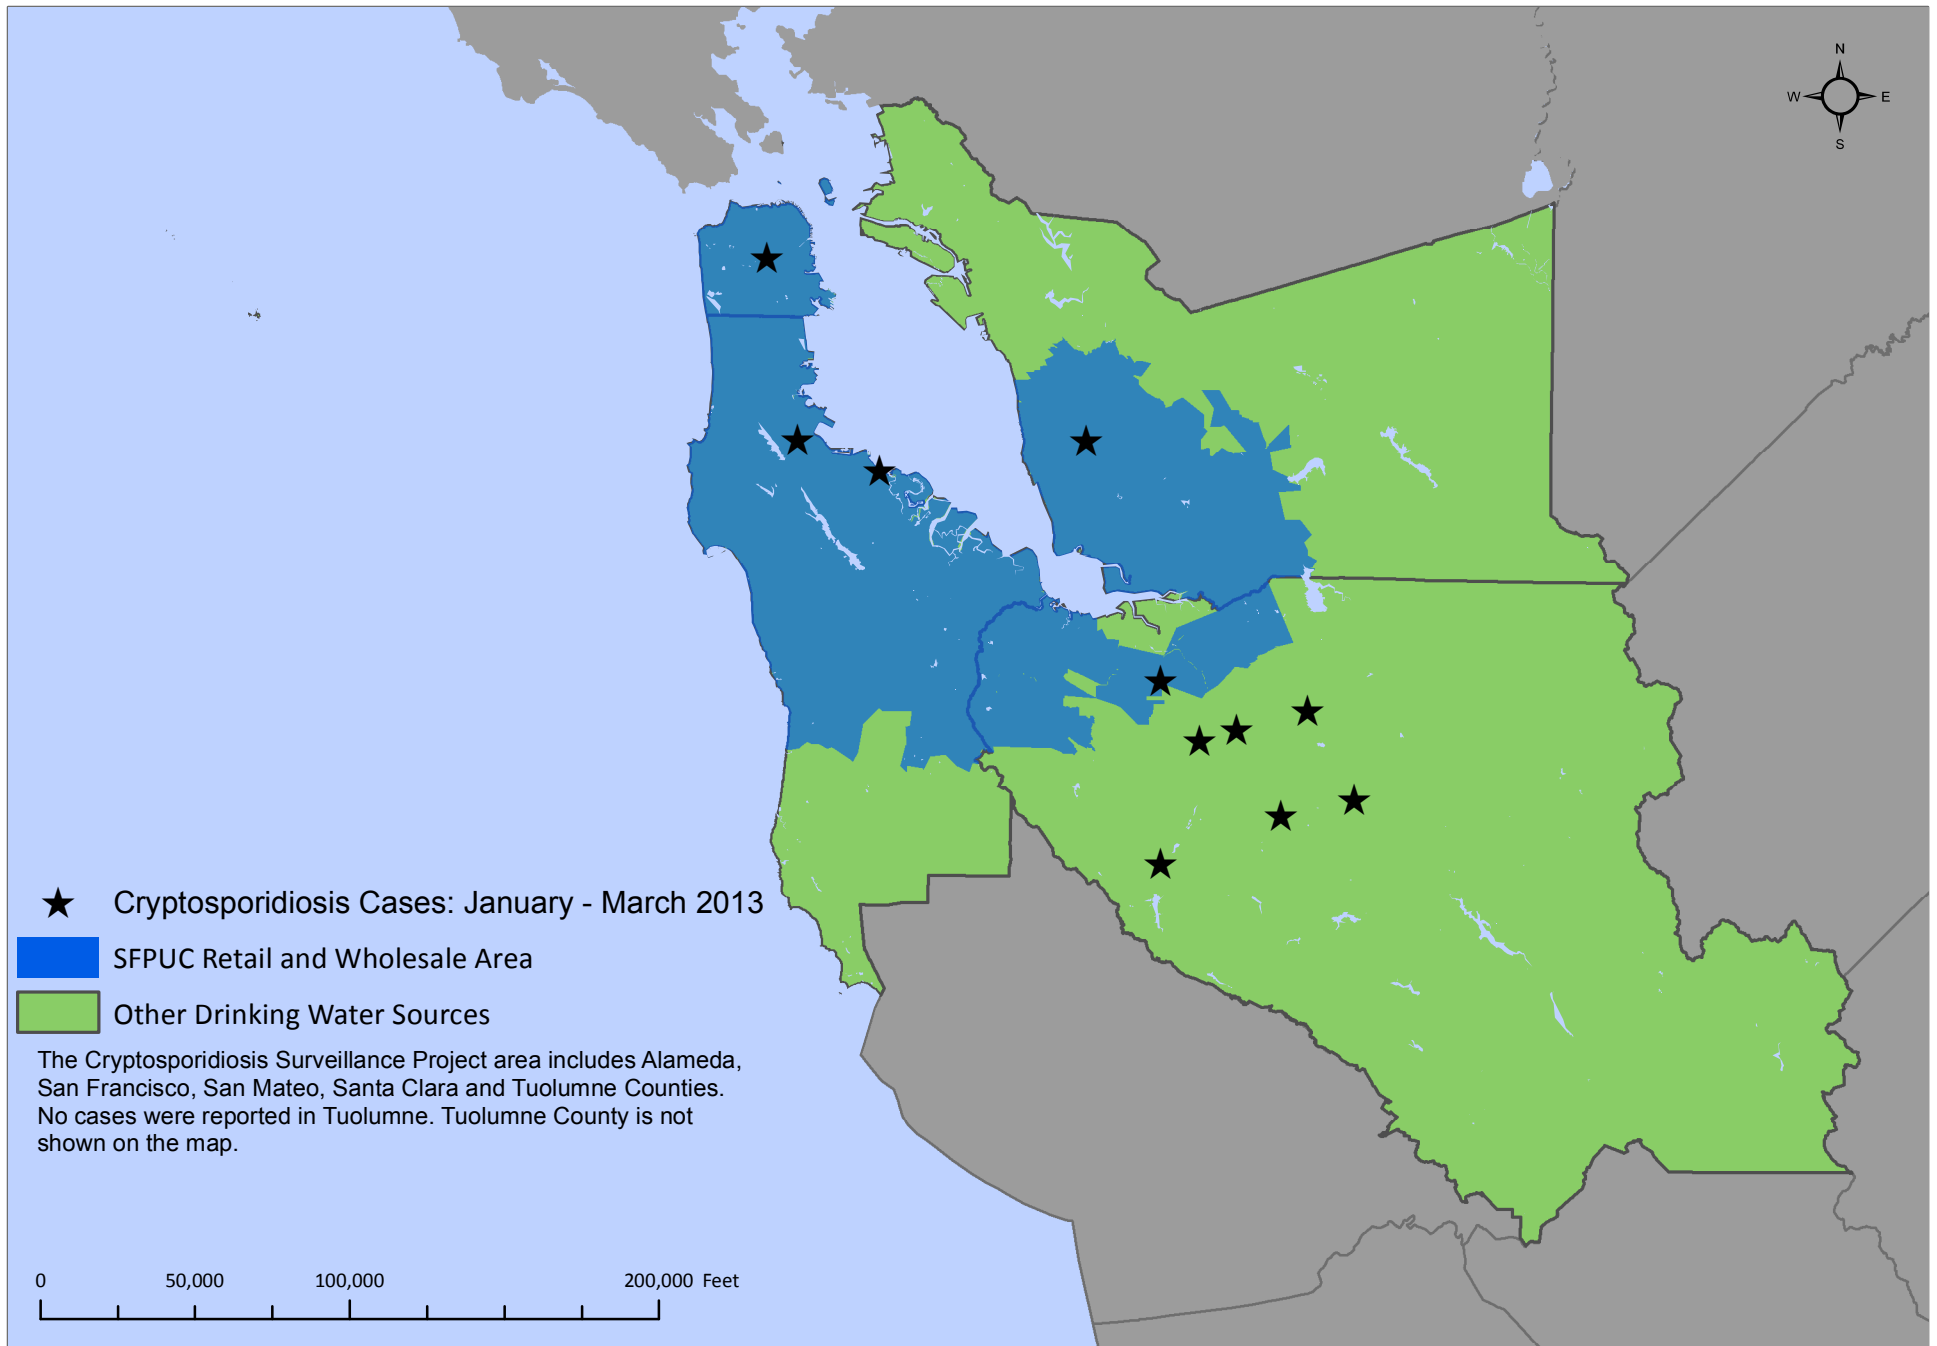 N
W E
S
Cryptosporidiosis Cases: January - March 2013
SFPUC Retail and Wholesale Area
Other Drinking Water Sources
The Cryptosporidiosis Surveillance Project area includes Alameda,
San Francisco, San Mateo, Santa Clara and Tuolumne Counties.
No cases were reported in Tuolumne. Tuolumne County is not
shown on the map.
0 50,000 100,000 200,000 Feet